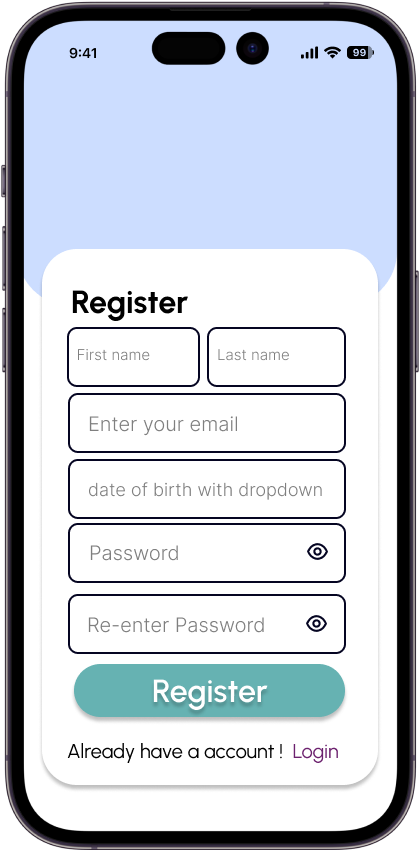 9:41 99
Register
First name Last name
Enter your email
date of birth with dropdown
Password
Re-enter Password
Register
Already have a account ! Login